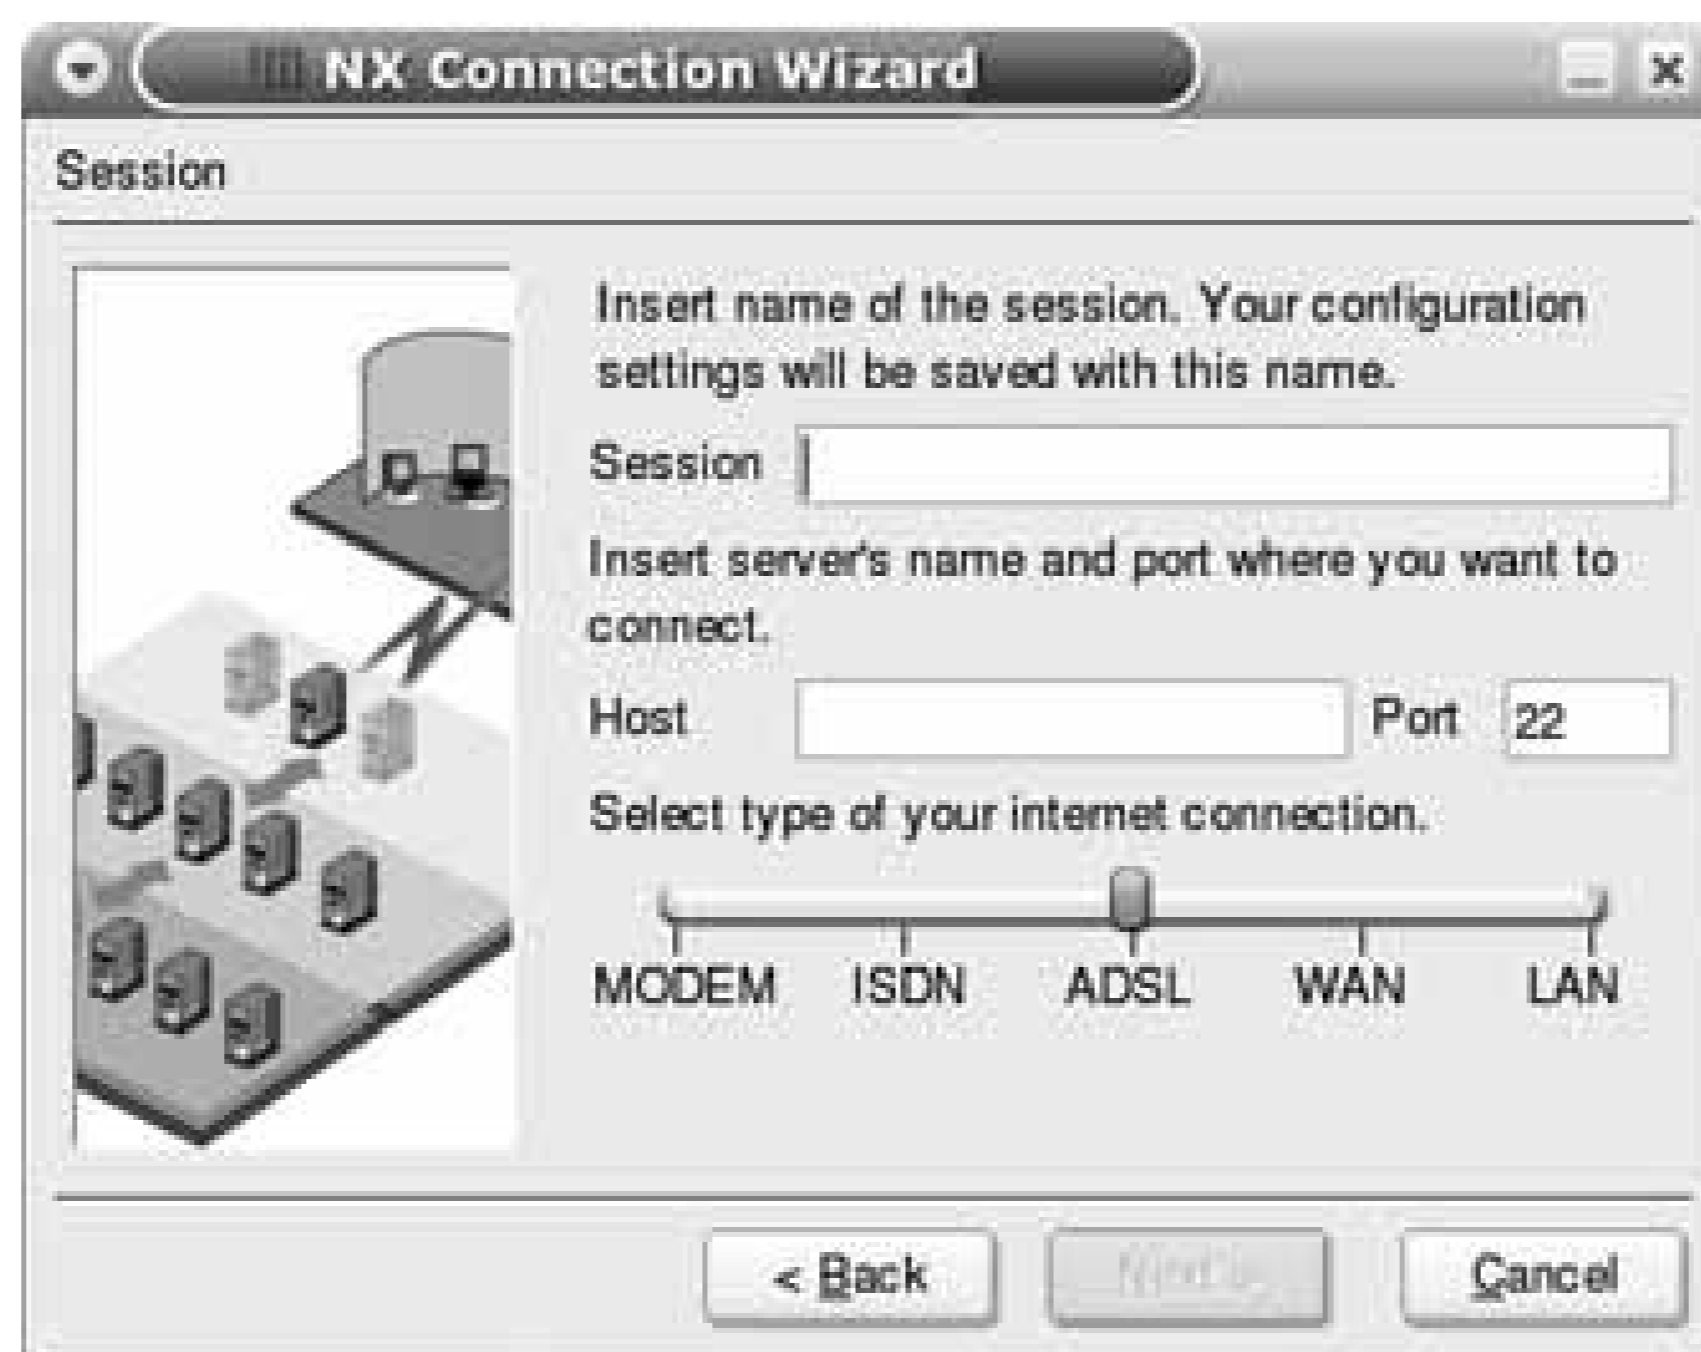 NX Connection Wizard
Session
Insert name of the session. Your configuration
settings will be saved with this name.
Session
Insert server's name and port where you want to
connect.
Host
Port 22
Select type of your internet connection.
MODEM ISDN ADSL WAN LAN
< Back
Cancel